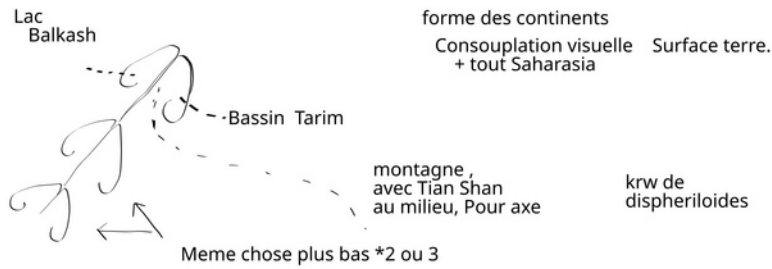 Lac
Balkash
forme des continents
Consouplation visuelle
+ tout Saharasia
Surface terre.
Bassin Tarim
montagne ,
avec Tian Shan
au milieu, Pour axe
krw de
dispheriloides
Meme chose plus bas *2 ou 3